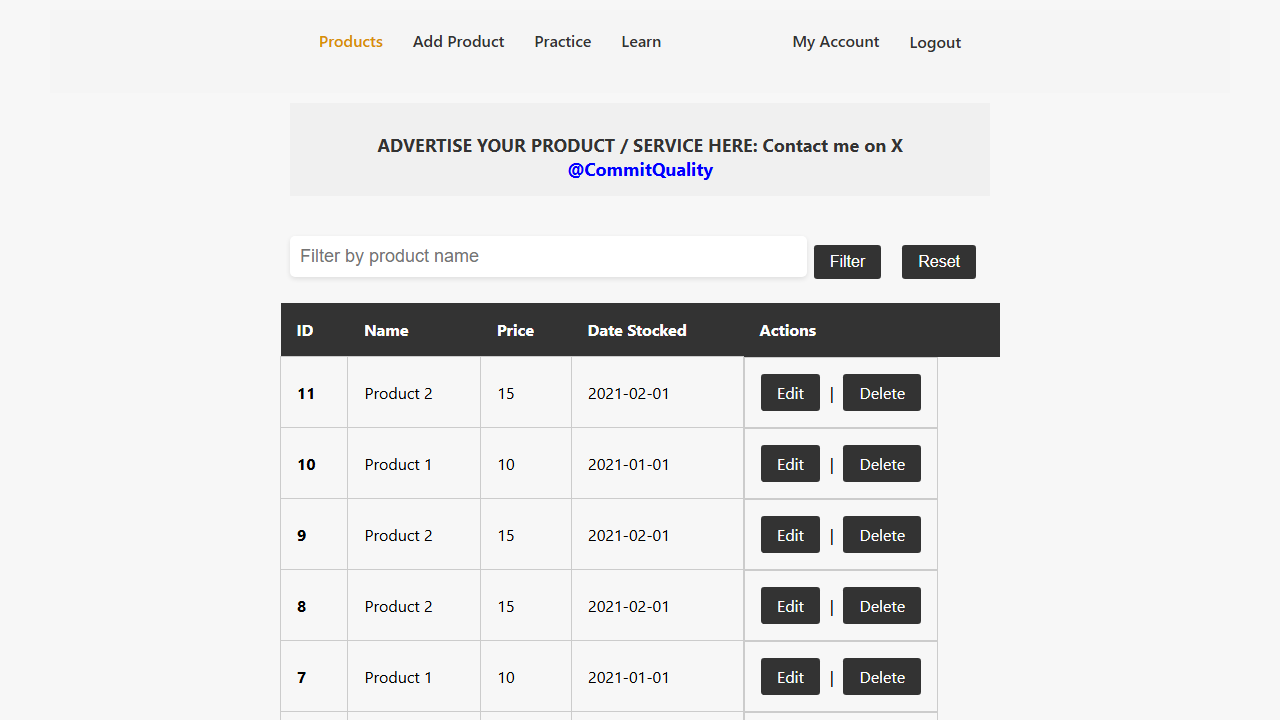 Products Add Product Practice Learn My Account Logout
ADVERTISE YOUR PRODUCT / SERVICE HERE: Contact me on X
@CommitQuality
Filter by product name Filter Reset
ID Name Price Date Stocked Actions
11 Product 2 15 2021-02-01 Edit | Delete
10 Product 1 10 2021-01-01 Edit | Delete
9 Product 2 15 2021-02-01 Edit | Delete
8 Product 2 15 2021-02-01 Edit | Delete
7 Product 1 10 2021-01-01 Edit | Delete